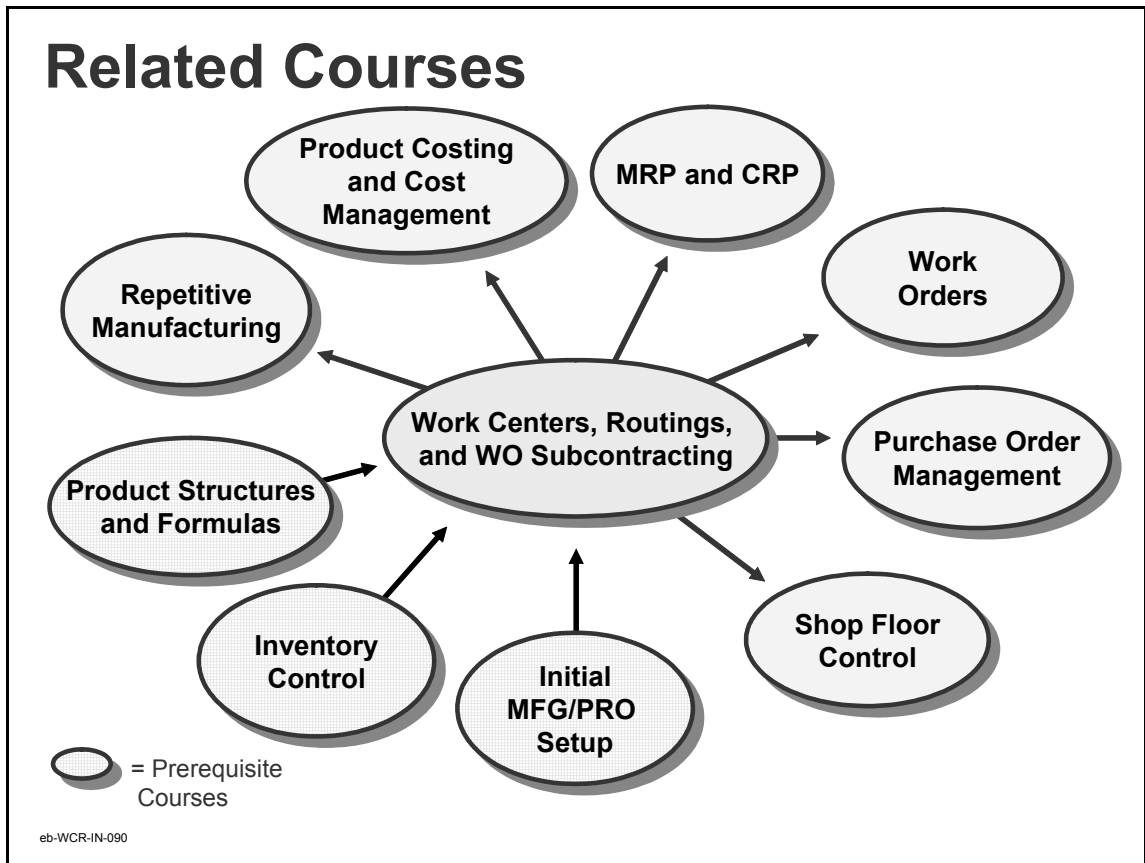 Related Courses
Product Costing
and Cost
Management
MRP and CRP
Repetitive
Manufacturing
Work
Orders
Work Centers, Routings,
and WO Subcontracting
Purchase Order
Management
Product Structures
and Formulas
Inventory
Control
Initial
MFG/PRO
Setup
Shop Floor
Control
= Prerequisite
Courses
eb-WCR-IN-090